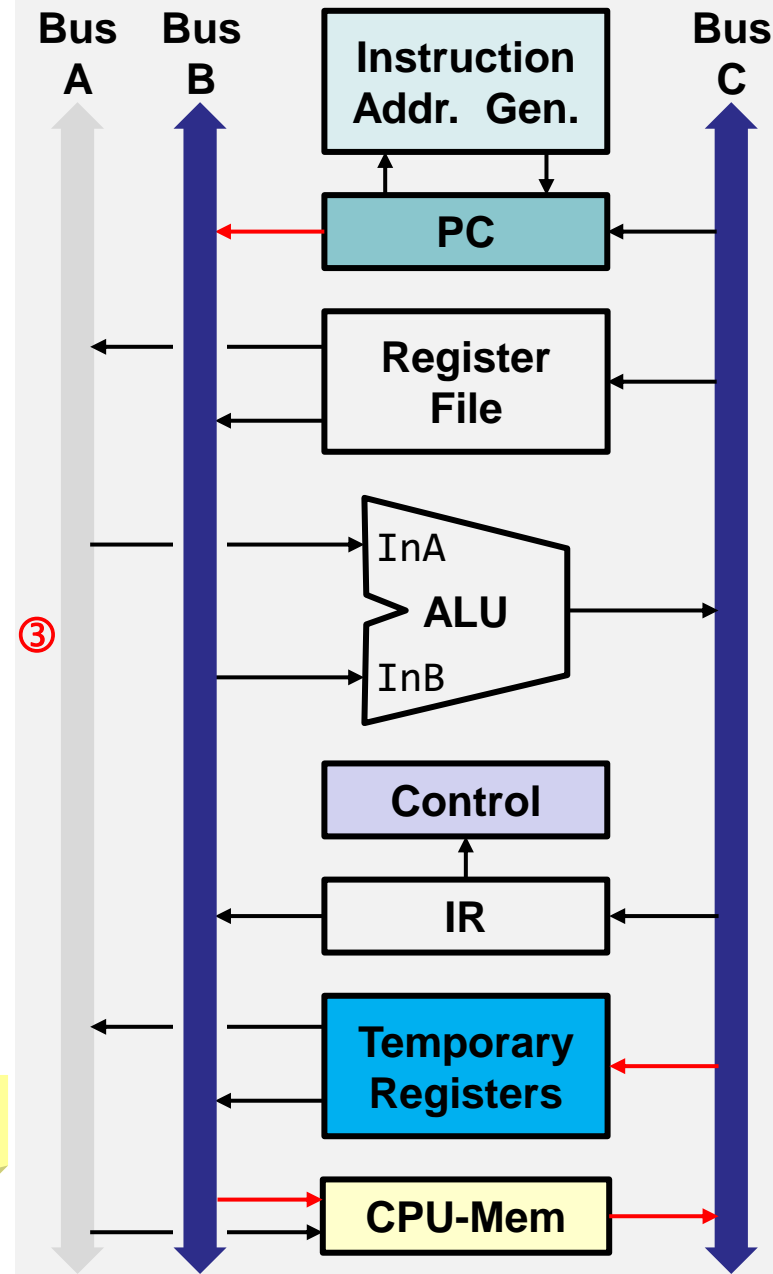 Bus Bus Bus
A B C
Instruction
Addr. Gen.
PC
Register
File
InA
ALU
③
InB
Control
IR
Temporary
Registers
CPU-Mem